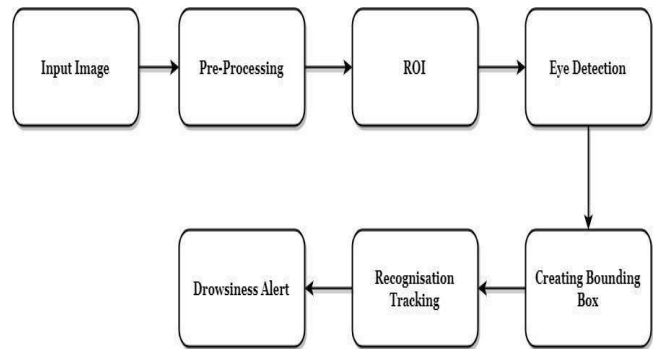 Input Image
Pre-Processing
ROI
Eye Detection
Creating Bounding
Box
Recognisation
Tracking
Drowsiness Alert